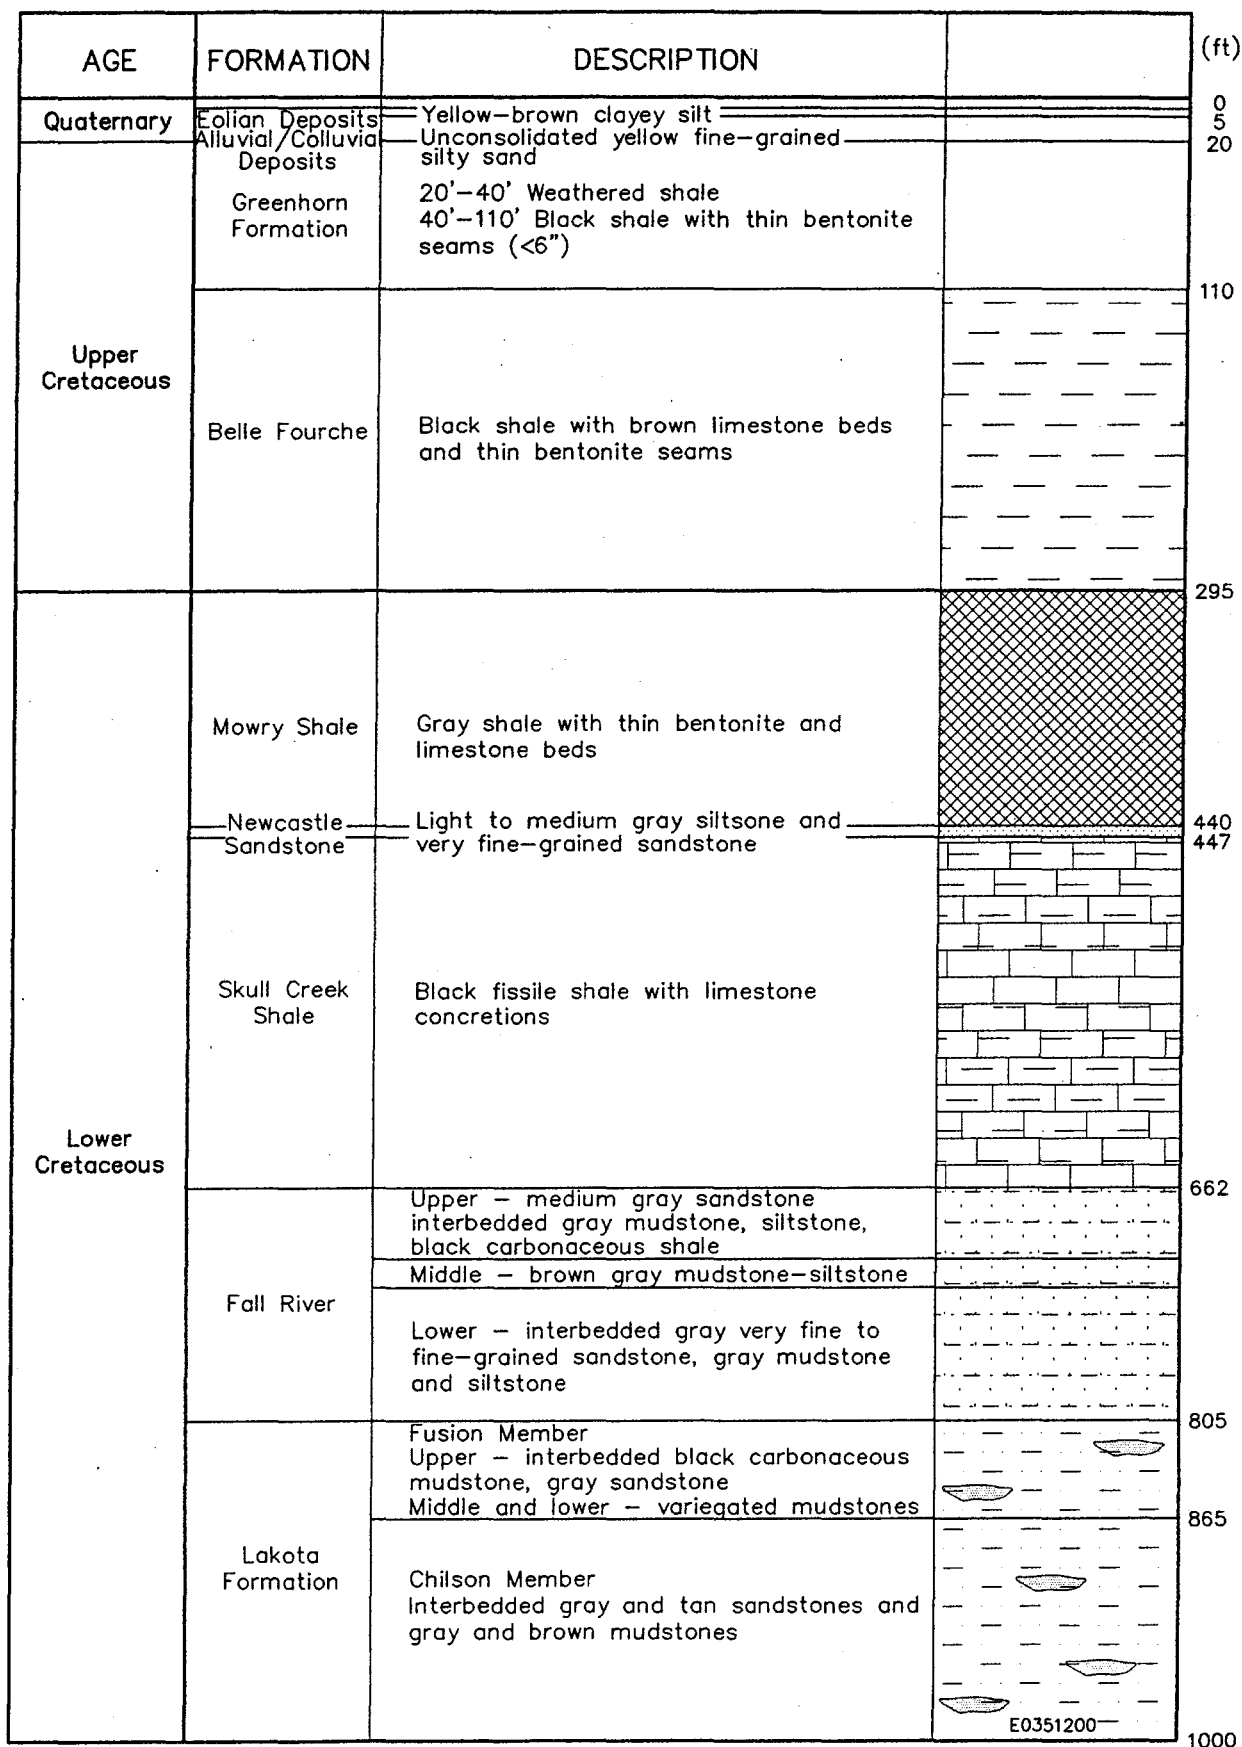 AGE FORMATION DESCRIPTION (ft)
0
Quaternary Eolian Deposits Yellow-brown clayey silt 5
Alluvial/Colluvial Unconsolidated yellow fine-grained 20
Deposits silty sand
Greenhorn 20'-40' Weathered shale
Formation 40'-110' Black shale with thin bentonite
seams (<6")
110
Upper
Cretaceous
Belle Fourche Black shale with brown limestone beds
and thin bentonite seams
295
Mowry Shale Gray shale with thin bentonite and
limestone beds
Newcastle Light to medium gray siltsone and 440
Sandstone very fine-grained sandstone 447
Skull Creek Black fissile shale with limestone
Shale concretions
Lower
Cretaceous
662
Upper - medium gray sandstone
interbedded gray mudstone, siltstone,
black carbonaceous shale
Middle - brown gray mudstone-siltstone
Fall River
Lower - interbedded gray very fine to
fine-grained sandstone, gray mudstone
and siltstone
805
Fusion Member
Upper - interbedded black carbonaceous
mudstone, gray sandstone
Middle and lower - variegated mudstones
865
Lakota
Formation
Chilson Member
Interbedded gray and tan sandstones and
gray and brown mudstones
E0351200
1000